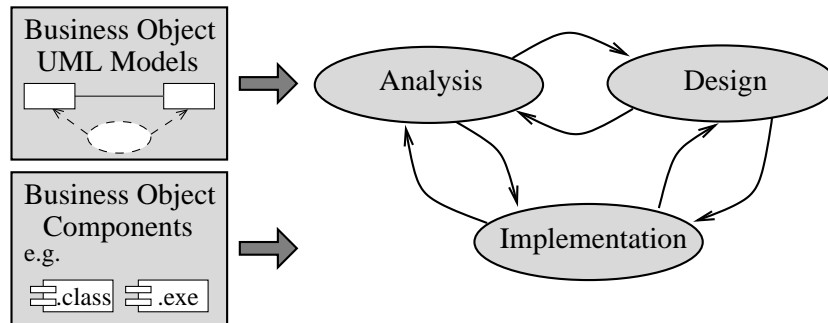 Business Object
UML Models
Business Object
Components
e.g.
.class
.exe
Analysis
Design
Implementation